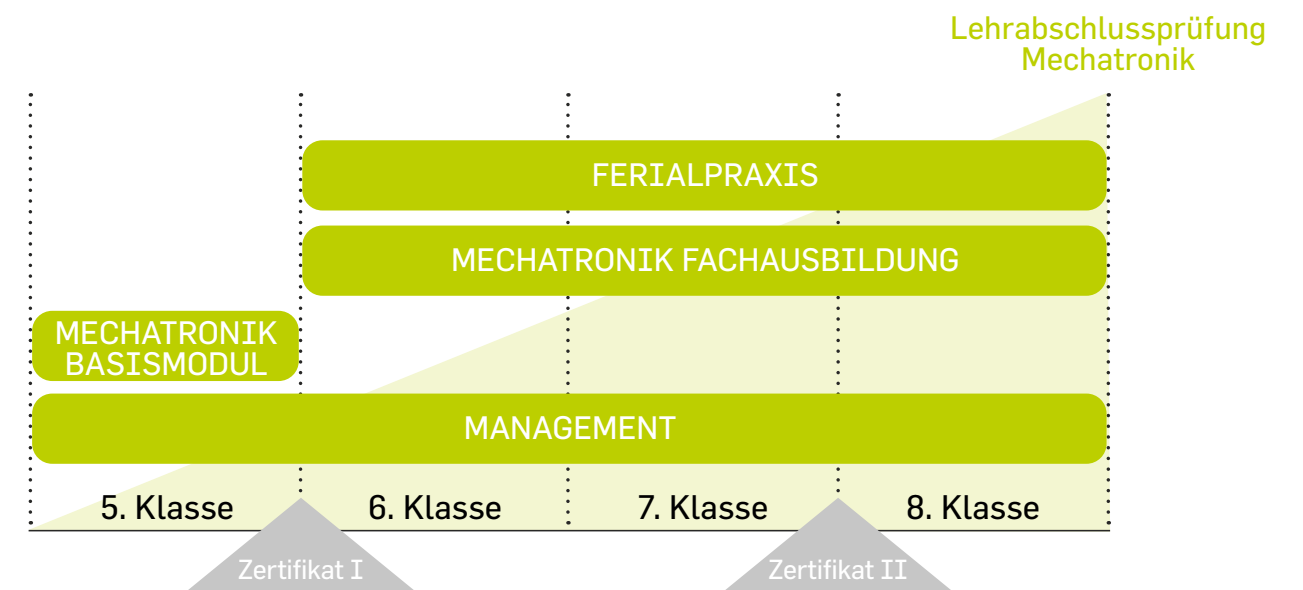 Lehrabschlussprüfung
Mechatronik
FERIALPRAXIS
MECHATRONIK FACHAUSBILDUNG
MECHATRONIK
BASISMODUL
MANAGEMENT
5. Klasse
6. Klasse
7. Klasse
8. Klasse
Zertifikat I
Zertifikat II